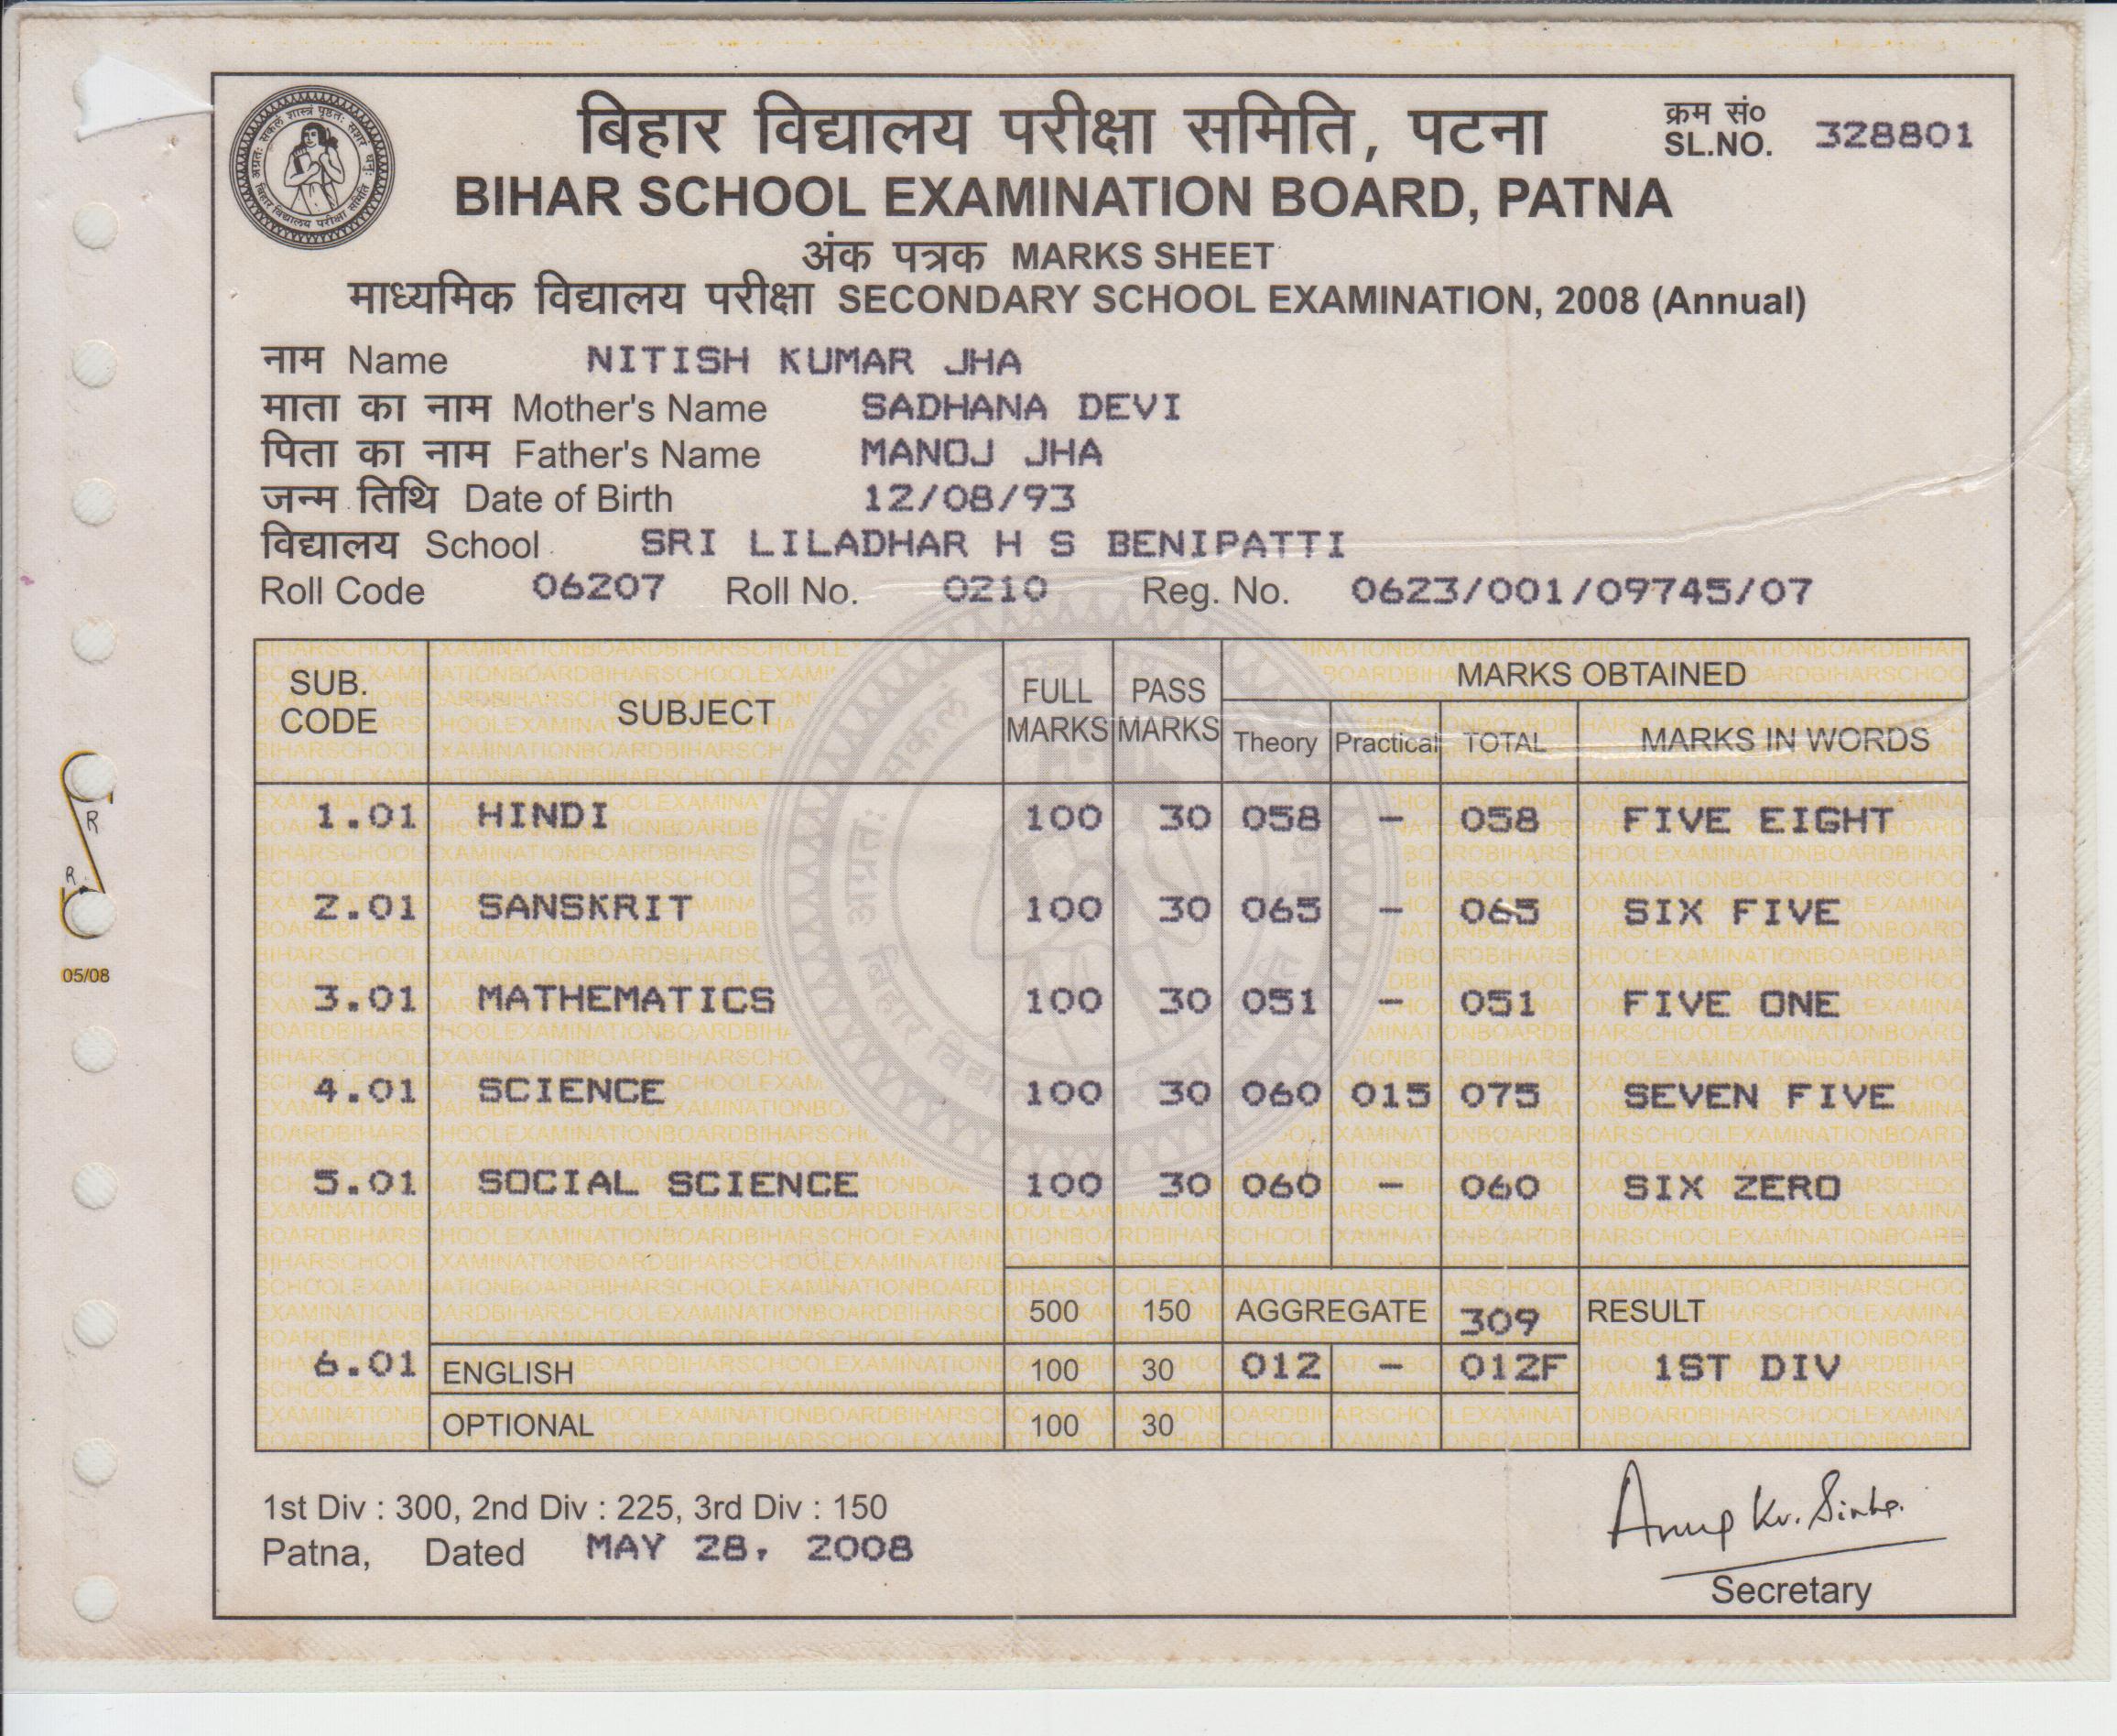 बिहार विद्यालय परीक्षा समिति, पटना
क्रम सं०
SL.NO. 328801
BIHAR SCHOOL EXAMINATION BOARD, PATNA
अंक पत्रक MARKS SHEET
माध्यमिक विद्यालय परीक्षा SECONDARY SCHOOL EXAMINATION, 2008 (Annual)
नाम Name NITISH KUMAR JHA
माता का नाम Mother's Name SADHANA DEVI
पिता का नाम Father's Name MANOJ JHA
जन्म तिथि Date of Birth 12/08/93
विद्यालय School SRI LILADHAR H S BENIPATTI
Roll Code 06207 Roll No. 0210 Reg. No. 0623/001/09745/07
SUB. CODE SUBJECT FULL MARKS PASS MARKS MARKS OBTAINED
Theory Practical TOTAL MARKS IN WORDS
1.01 HINDI 100 30 058 - 058 FIVE EIGHT
2.01 SANSKRIT 100 30 065 - 065 SIX FIVE
3.01 MATHEMATICS 100 30 051 - 051 FIVE ONE
4.01 SCIENCE 100 30 060 015 075 SEVEN FIVE
5.01 SOCIAL SCIENCE 100 30 060 - 060 SIX ZERO
500 150 AGGREGATE 309 RESULT
6.01 ENGLISH 100 30 012 - 012F 1ST DIV
OPTIONAL 100 30
1st Div : 300, 2nd Div : 225, 3rd Div : 150
Patna, Dated MAY 28, 2008
Anup Kr. Sinha
Secretary
R
R
05/08